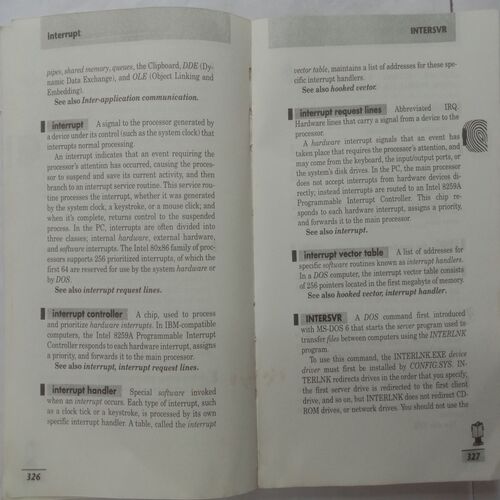 interrupt
pipes, shared memory, queues, the Clipboard, DDE (Dy-
namic Data Exchange), and OLE (Object Linking and
Embedding).
See also Inter-application communication.
interrupt A signal to the processor generated by
a device under its control (such as the system clock) that
interrupts normal processing.
An interrupt indicates that an event requiring the
processor's attention has occurred, causing the proces-
sor to suspend and save its current activity, and then
branch to an interrupt service routine. This service rou-
tine processes the interrupt, whether it was generated
by the system clock, a keystroke, or a mouse click; and
when it's complete, returns control to the suspended
process. In the PC, interrupts are often divided into
three classes; internal hardware, external hardware,
and software interrupts. The Intel 80x86 family of proc-
essors supports 256 prioritized interrupts, of which the
first 64 are reserved for use by the system hardware or
by DOS.
See also interrupt request lines.
interrupt controller A chip, used to process
and prioritize hardware interrupts. In IBM-compatible
computers, the Intel 8259A Programmable Interrupt
Controller responds to each hardware interrupt, assigns
a priority, and forwards it to the main processor.
See also interrupt, interrupt request lines.
interrupt handler Special software invoked
when an interrupt occurs. Each type of interrupt, such
as a clock tick or a keystroke, is processed by its own
specific interrupt handler. A table, called the interrupt
326
INTERSVR
vector table, maintains a list of addresses for these spe-
cific interrupt handlers.
See also hooked vector.
interrupt request lines Abbreviated IRQ.
Hardware lines that carry a signal from a device to the
processor.
A hardware interrupt signals that an event has
taken place that requires the processor's attention, and
may come from the keyboard, the input/output ports, or
the system's disk drives. In the PC, the main processor
does not accept interrupts from hardware devices di-
rectly; instead interrupts are routed to an Intel 8259A
Programmable Interrupt Controller. This chip re-
sponds to each hardware interrupt, assigns a priority,
and forwards it to the main processor.
See also interrupt.
interrupt vector table A list of addresses for
specific software routines known as interrupt handlers.
In a DOS computer, the interrupt vector table consists
of 256 pointers located in the first megabyte of memory.
See also hooked vector, interrupt handler.
INTERSVR A DOS command first introduced
with MS-DOS 6 that starts the server program used to
transfer files between computers using the INTERLNK
program.
To use this command, the INTERLNK.EXE device
driver must first be installed by CONFIG.SYS. IN-
TERLNK redirects drives in the order that you specify,
the first server drive is redirected to the first client
drive, and so on, but INTERLNK does not redirect CD-
ROM drives, or network drives. You should not use the
327